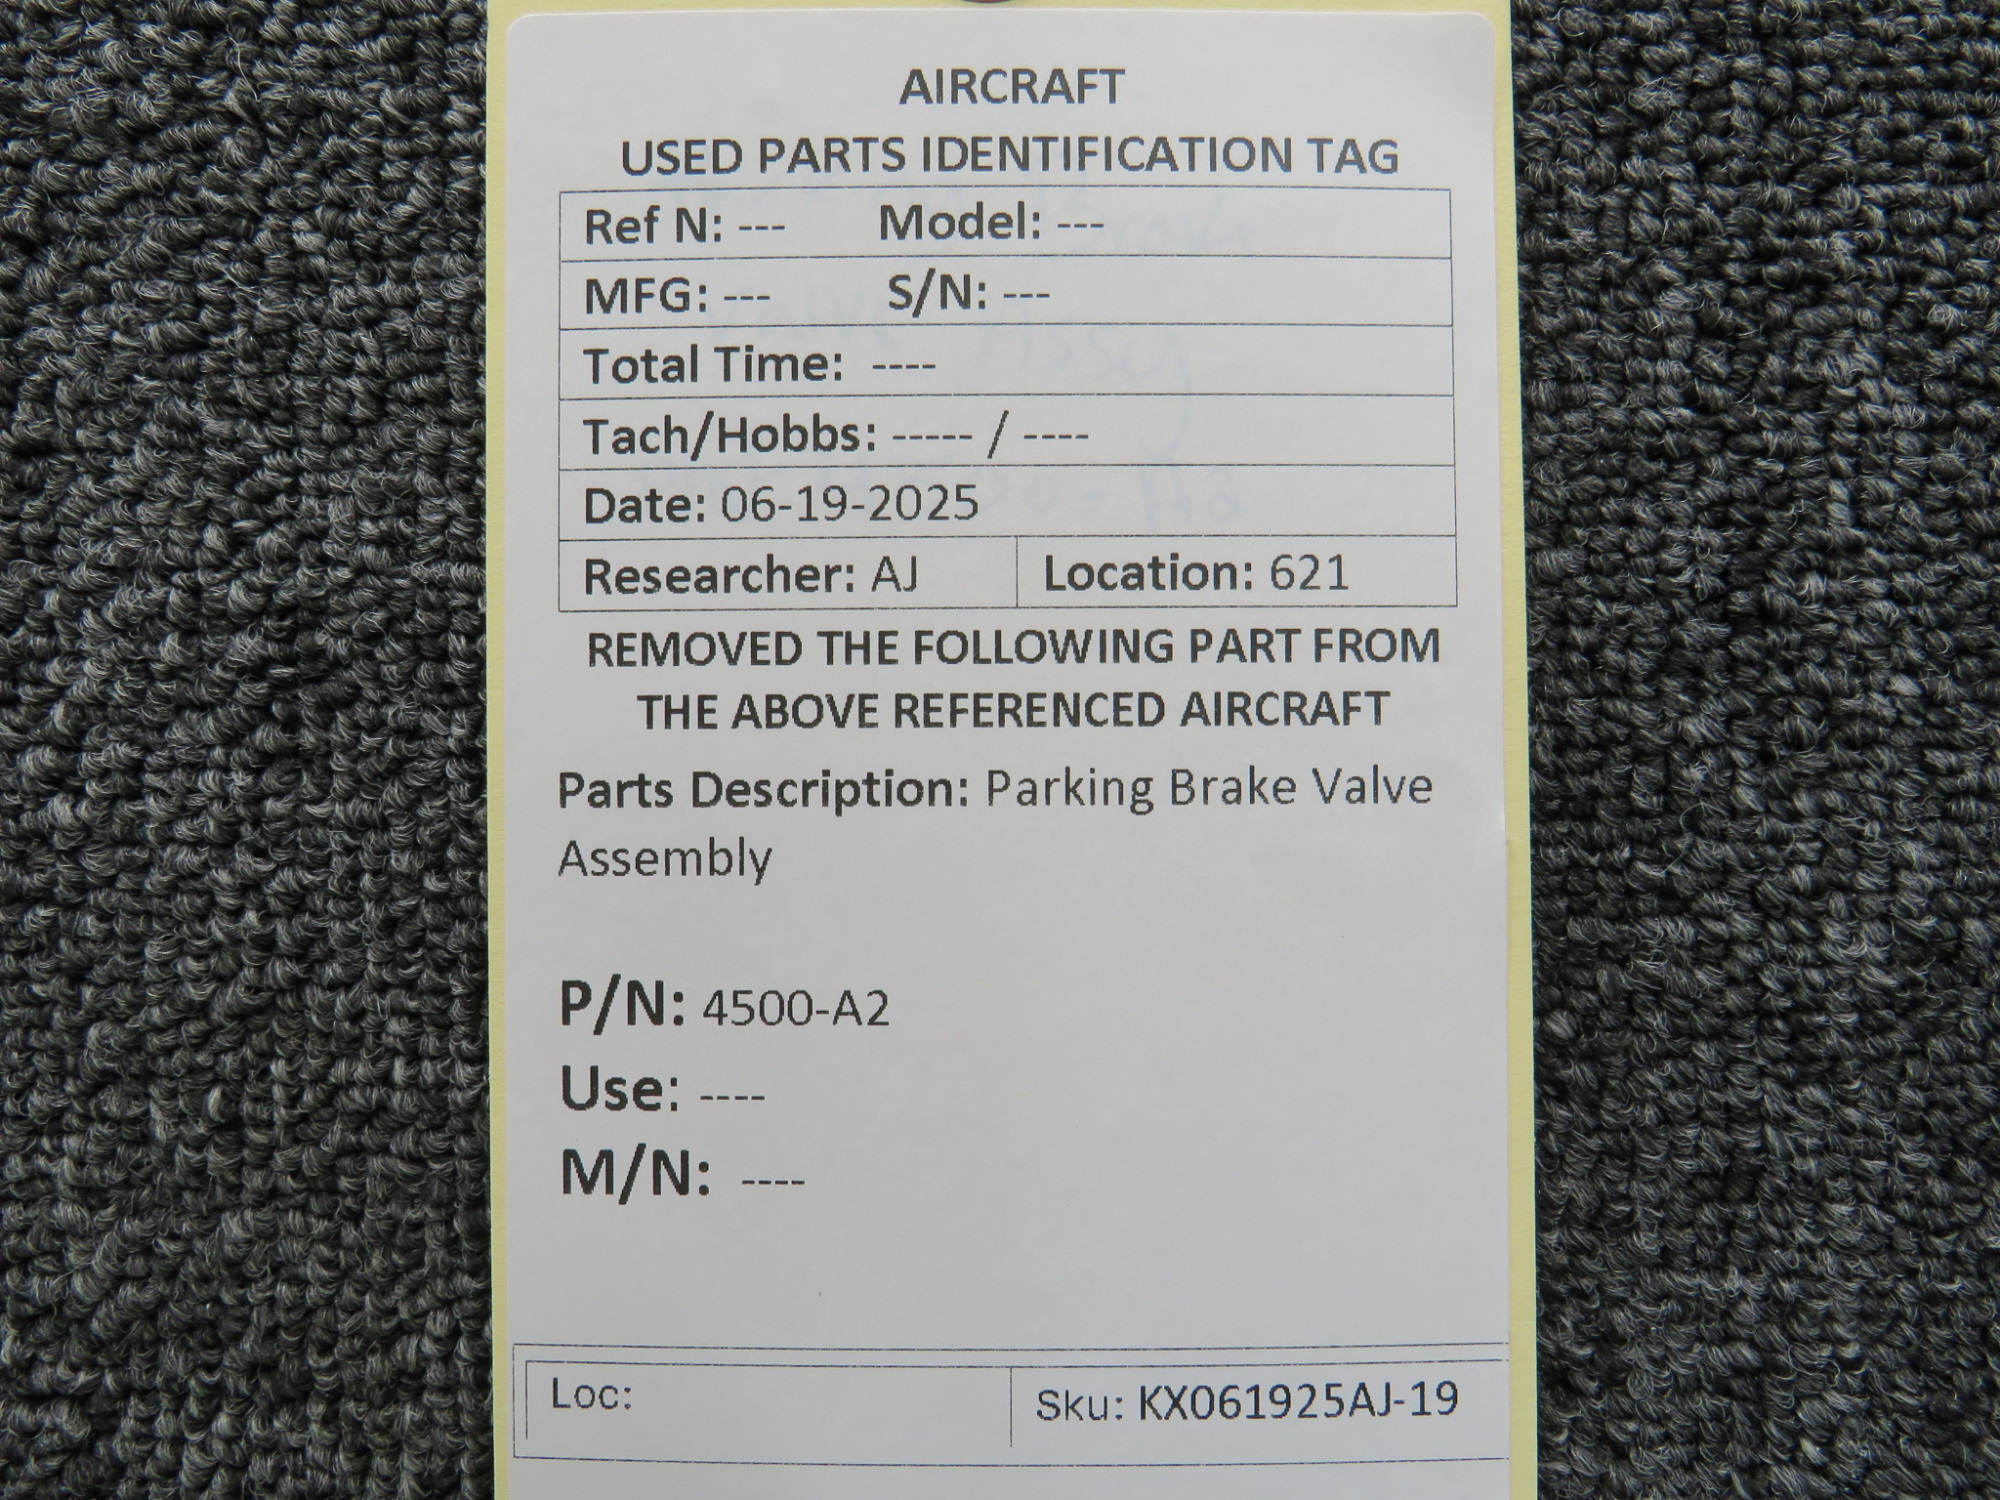 AIRCRAFT
USED PARTS IDENTIFICATION TAG
Ref N: --- Model: ---
MFG: --- S/N: ---
Total Time: ----
Tach/Hobbs: ----- / ----
Date: 06-19-2025
Researcher: AJ Location: 621
REMOVED THE FOLLOWING PART FROM
THE ABOVE REFERENCED AIRCRAFT
Parts Description: Parking Brake Valve
Assembly
P/N: 4500-A2
Use: ----
M/N: ----
Loc: Sku: KX061925AJ-19